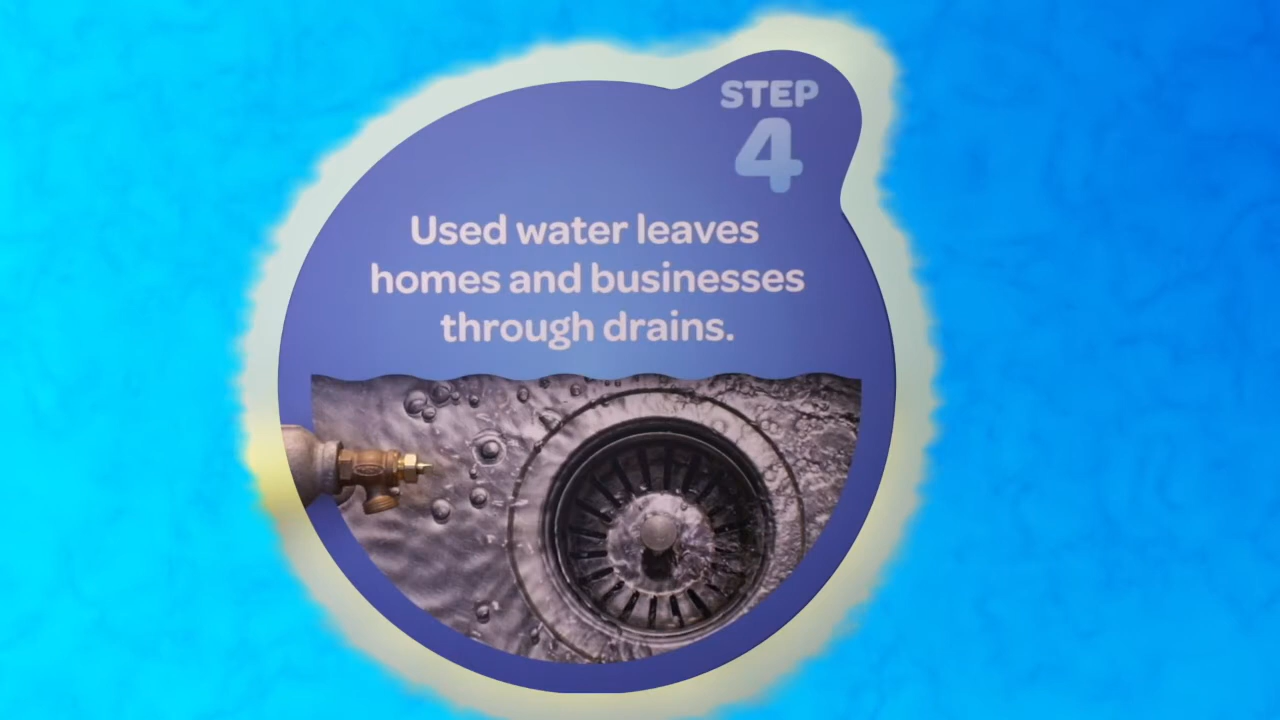 STEP
4
Used water leaves
homes and businesses
through drains.